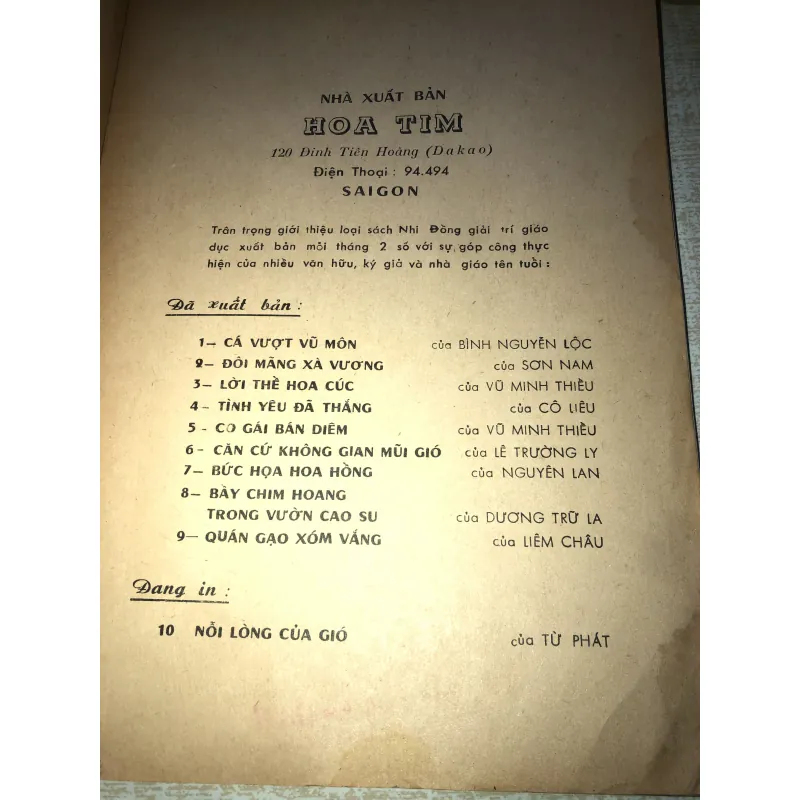 NHÀ XUẤT BẢN
HOA TIM
120 Đinh Tiên Hoàng (Dakao)
Điện Thoại : 94.494
SAIGON
Trân trọng giới thiệu loại sách Nhi Đồng giải trí giáo
dục xuất bản mỗi tháng 2 số với sự góp công thực
hiện của nhiều văn hữu, ký giả và nhà giáo tên tuổi :
Đã xuất bản :
1— CÁ VƯỢT VŨ MÔN của BÌNH NGUYÊN LỘC
2— ĐÔI MÃNG XÀ VƯƠNG của SƠN NAM
3— LỜI THỀ HOA CÚC của VŨ MINH THIỀU
4- TÌNH YÊU ĐÃ THẮNG của CÔ LIÊU
5- CO GÁI BÁN DIÊM của VŨ MINH THIỀU
6- CĂN CỨ KHÔNG GIAN MŨI GIÓ của LÊ TRƯỜNG LY
7— BỨC HỌA HOA HỒNG của NGUYÊN LAN
8— BẦY CHIM HOANG
TRONG VƯỜN CAO SU của DƯƠNG TRỮ LA
9— QUÁN GẠO XÓM VẮNG của LIÊM CHÂU
Đang in :
10 NỖI LÒNG CỦA GIÓ của TỪ PHÁT